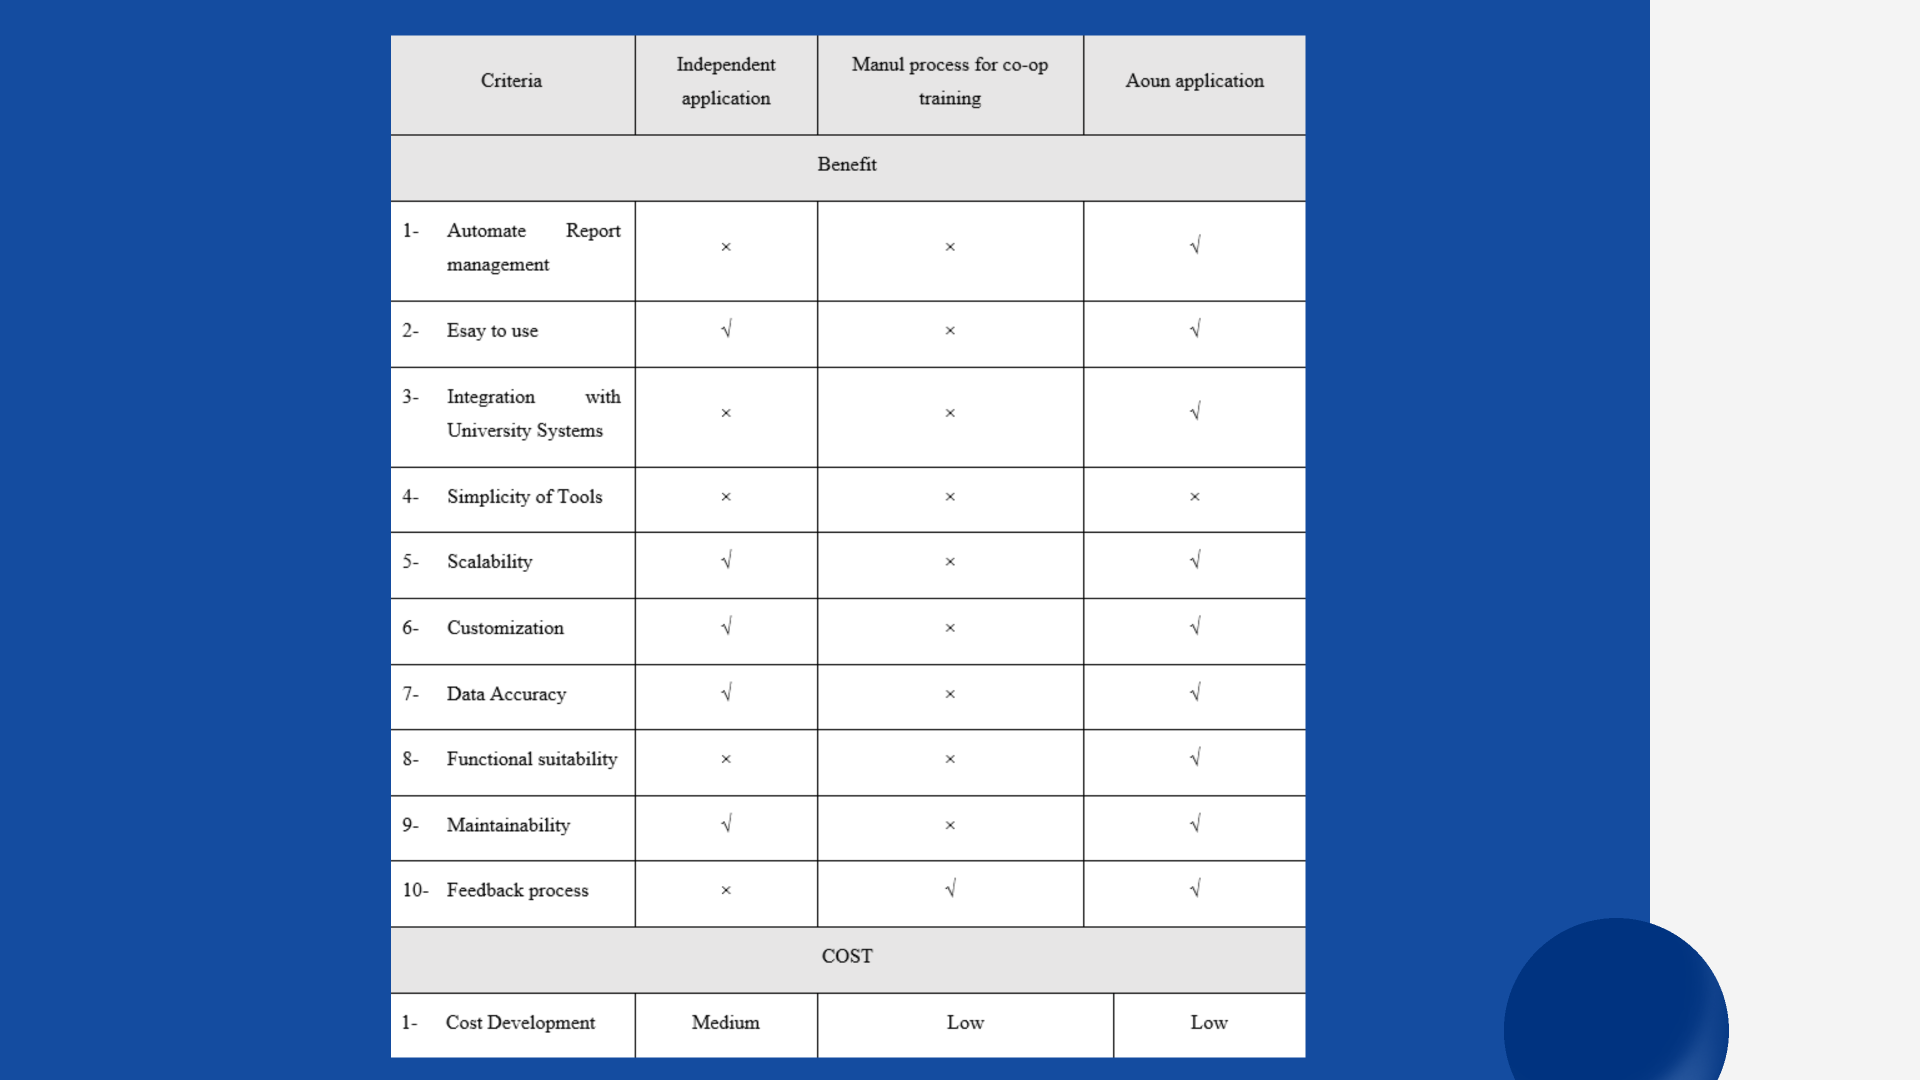 Criteria
Independent
application
Manul process for co-op
training
Aoun application
Benefit
1- Automate Report
management
× × √
2- Esay to use √ × √
3- Integration with
University Systems
× × √
4- Simplicity of Tools × × ×
5- Scalability √ × √
6- Customization √ × √
7- Data Accuracy √ × √
8- Functional suitability × × √
9- Maintainability √ × √
10- Feedback process × √ √
COST
1- Cost Development Medium Low Low